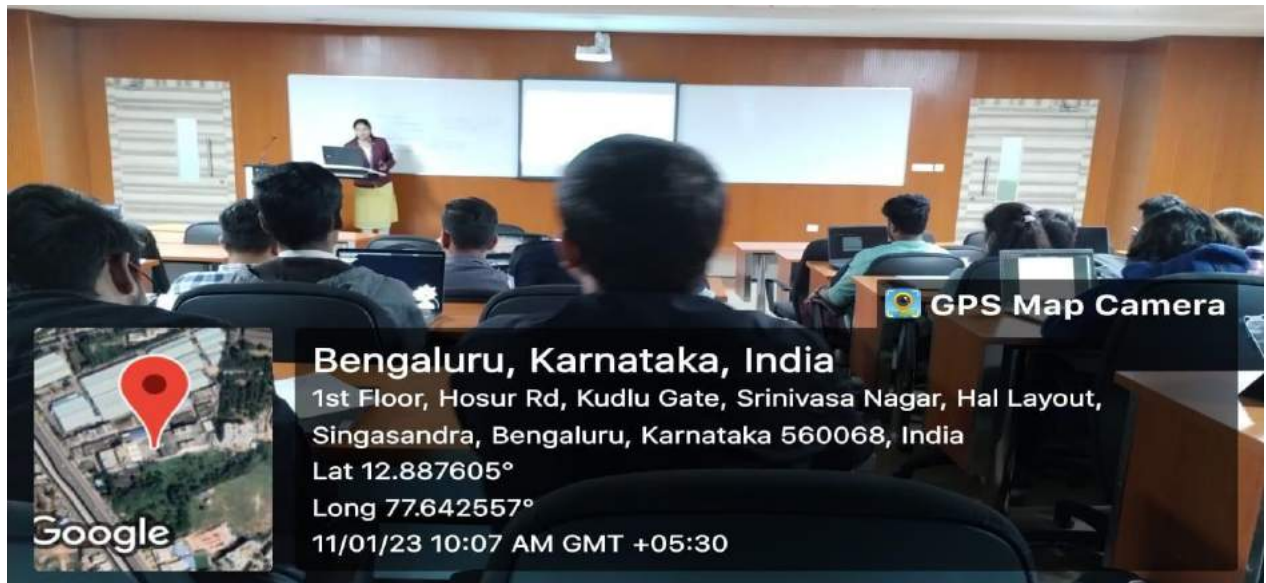 GPS Map Camera
Bengaluru, Karnataka, India
1st Floor, Hosur Rd, Kudlu Gate, Srinivasa Nagar, Hal Layout,
Singasandra, Bengaluru, Karnataka 560068, India
Lat 12.887605°
Long 77.642557°
11/01/23 10:07 AM GMT +05:30
Google